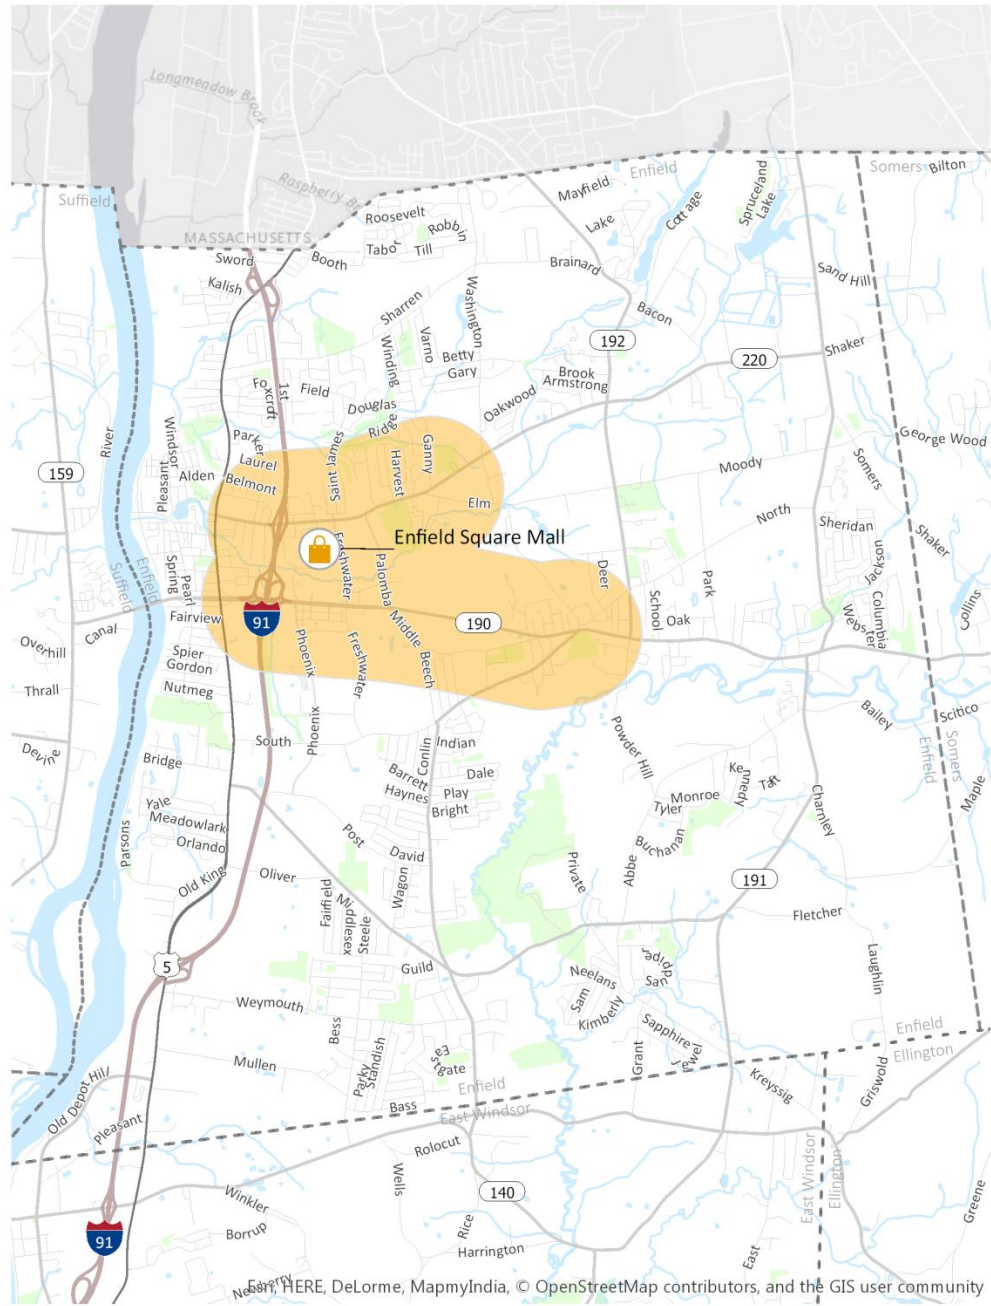 Longmeadow Brook
Raspberry Br
Suffield
MASSACHUSETTS
Enfield
Somers
Bilton
Mayfield
Spruceland
Lake
Cottage
Lake
Roosevelt
Robbin
Tabor
Till
Sword
Booth
Brainard
Sand Hill
Kalish
Sharren
Washington
Bacon
192
220
Shaker
Winding
Varno
Betty
Gary
Brook
Armstrong
Foxcroft
1st
Field
Douglas
Ridge
Oakwood
River
Windsor
Pleasant
Parker
Laurel
Alden
Belmont
Saint James
Harvest
Ganny
George Wood
159
Moody
Somers
Elm
North
Sheridan
Shaker
Enfield Square Mall
Freshwater
Palomba
Deer
Park
Jackson
Suffield
Enfield
Spring
Pearl
Fairview
91
190
Middle
Beech
School
Oak
Webster
Columbia
Collins
Canal
Overhill
Thrall
Spier
Gordon
Nutmeg
Phoenix
Freshwater
Phoenix
Bailey
Scitico
Somers
Enfield
Devine
South
Bridge
Conlin
Indian
Powder Hill
Barrett
Haynes
Dale
Play
Bright
Kennedy
Taft
Monroe
Tyler
Maple
Charnley
Yale
Meadowlark
Orlando
Parsons
Post
Buchanan
David
Wagon
Private
Abbe
Old King
Oliver
191
Fairfield
Middlesex
Steele
Fletcher
Laughlin
5
Guild
Neelans
Sam
Kimberly
Sapphire
San
Weymouth
Bess
Sapphire
Jewel
Grant
Enfield
Ellington
Mullen
Parky
Standish
Eastgate
Enfield
East Windsor
Kreyssig
Griswold
Old Depot Hill/
Pleasant
Bass
Rolocut
East Windsor
Ellington
Wells
140
Winkler
Borrup
Rice
Harrington
East
Greene
91
Newberry
Esri, HERE, DeLorme, MapmyIndia, © OpenStreetMap contributors, and the GIS user community